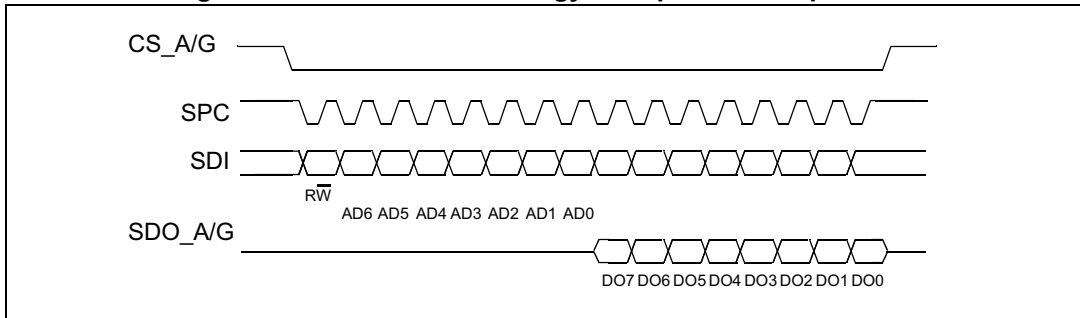 CS_A/G
SPC
SDI
RW̅
AD6 AD5 AD4 AD3 AD2 AD1 AD0
SDO_A/G
DO7 DO6 DO5 DO4 DO3 DO2 DO1 DO0